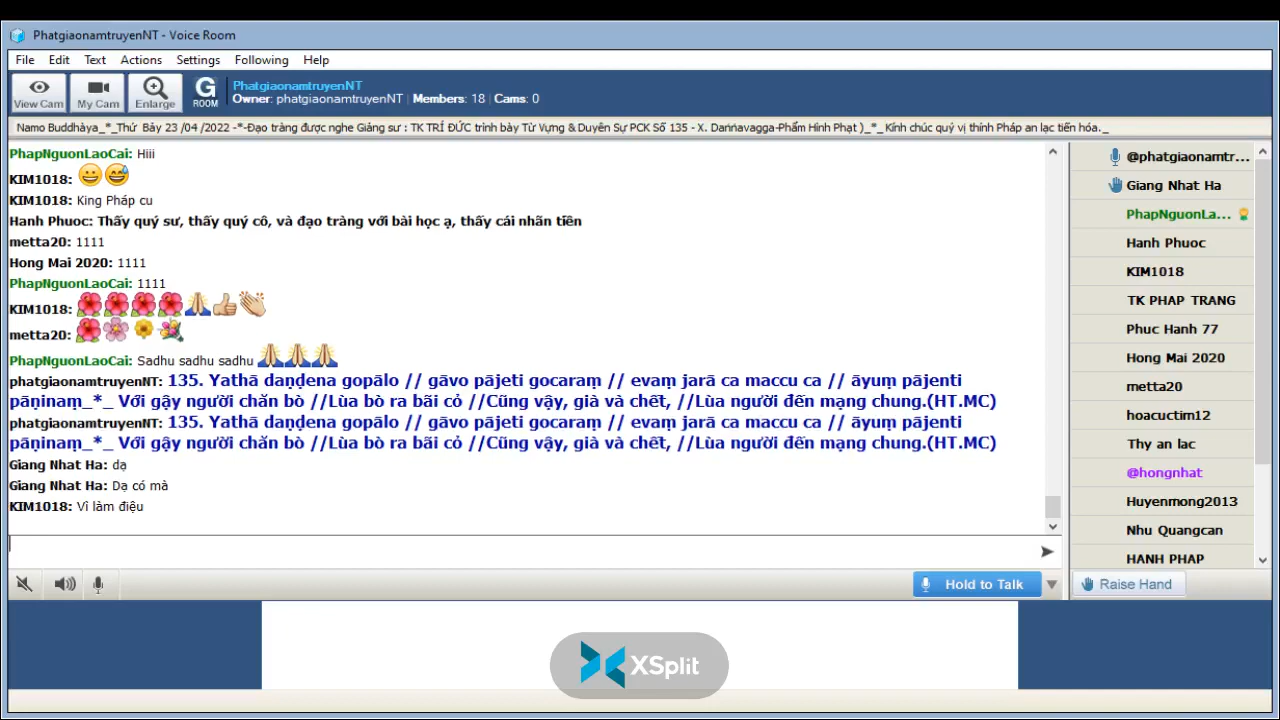 PhatgiaonamtruyenNT - Voice Room
File Edit Text Actions Settings Following Help
View Cam My Cam Enlarge G ROOM
PhatgiaonamtruyenNT
Owner: phatgiaonamtruyenNT | Members: 18 | Cams: 0
Namo Buddhàya_*_Thứ Bảy 23 /04 /2022 -*-Đạo tràng được nghe Giảng sư : TK TRÍ ĐỨC trình bày Từ Vựng & Duyên Sự PCK Số 135 - X. Daṇṇavagga-Phẩm Hình Phạt )_*_ Kính chúc quý vị thính Pháp an lạc tiến hóa._
PhapNguonLaoCai: Hiii
KIM1018: 😀😅
KIM1018: King Pháp cu
Hanh Phuoc: Thấy quý sư, thấy quý cô, và đạo tràng với bài học ạ, thấy cái nhãn tiền
metta20: 1111
Hong Mai 2020: 1111
PhapNguonLaoCai: 1111
KIM1018: 🌺🌺🌺🌺🙏👍👏
metta20: 🌺🌸🌼💐
PhapNguonLaoCai: Sadhu sadhu sadhu 🙏🙏🙏
phatgiaonamtruyenNT: 135. Yathā daṇḍena gopālo // gāvo pājeti gocaraṃ // evaṃ jarā ca maccu ca // āyuṃ pājenti
pāṇinaṃ_*_ Với gậy người chăn bò //Lùa bò ra bãi cỏ //Cũng vậy, già và chết, //Lùa người đến mạng chung.(HT.MC)
phatgiaonamtruyenNT: 135. Yathā daṇḍena gopālo // gāvo pājeti gocaraṃ // evaṃ jarā ca maccu ca // āyuṃ pājenti
pāṇinaṃ_*_ Với gậy người chăn bò //Lùa bò ra bãi cỏ //Cũng vậy, già và chết, //Lùa người đến mạng chung.(HT.MC)
Giang Nhat Ha: dạ
Giang Nhat Ha: Dạ có mà
KIM1018: Vì làm điệu
@phatgiaonamtr...
Giang Nhat Ha
PhapNguonLa...
Hanh Phuoc
KIM1018
TK PHAP TRANG
Phuc Hanh 77
Hong Mai 2020
metta20
hoacuctim12
Thy an lac
@hongnhat
Huyenmong2013
Nhu Quangcan
HANH PHAP
Hold to Talk
Raise Hand
XSplit